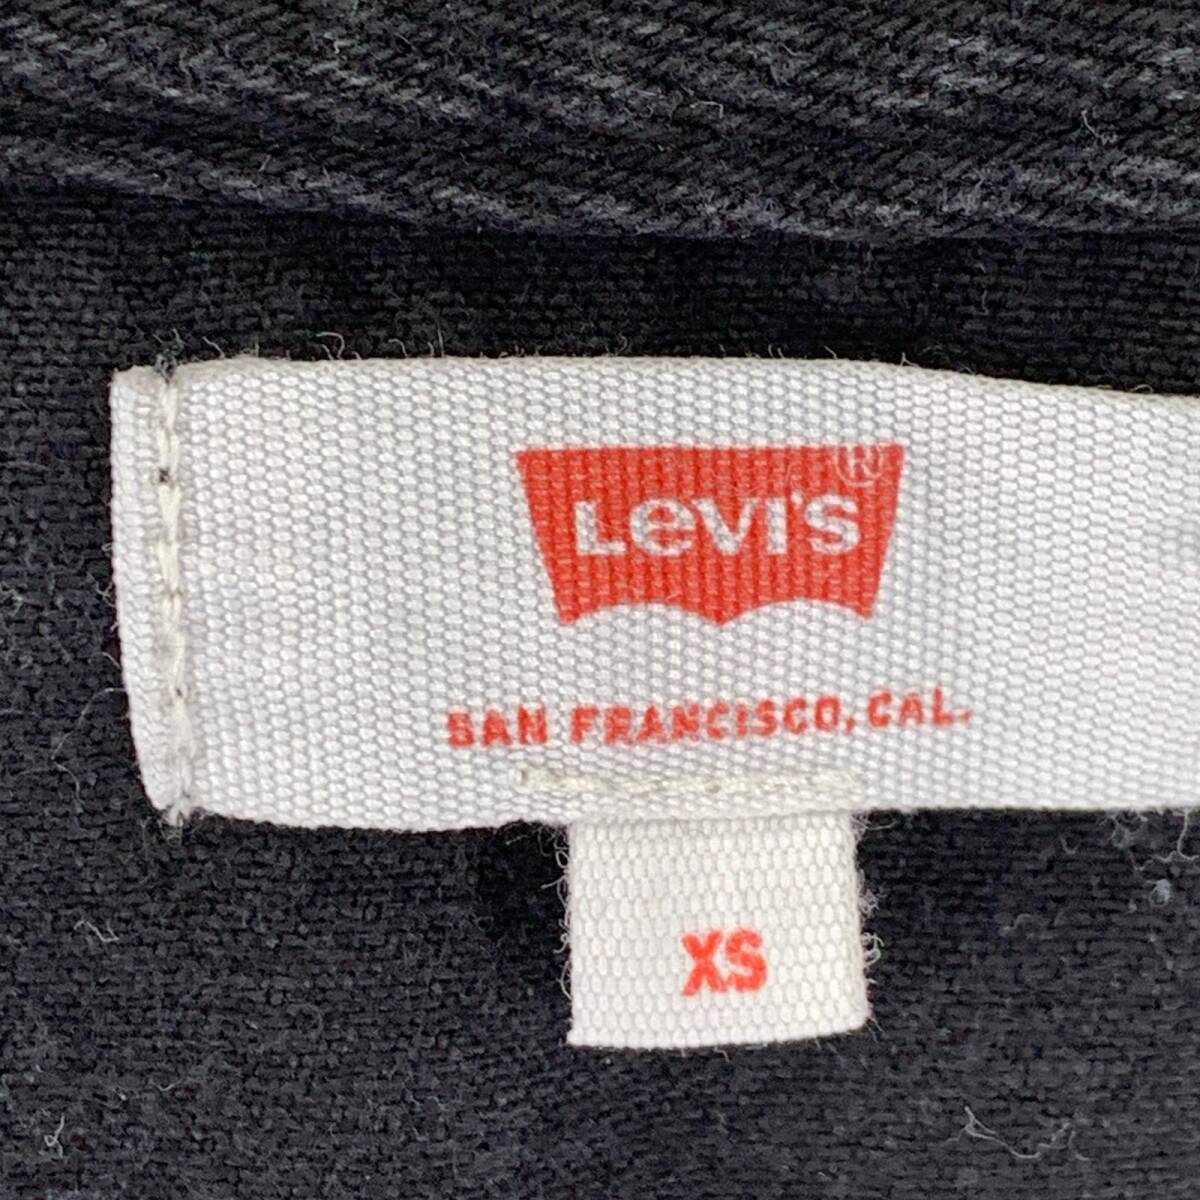 LeVI'S®
SAN FRANCISCO, CAL.
XS